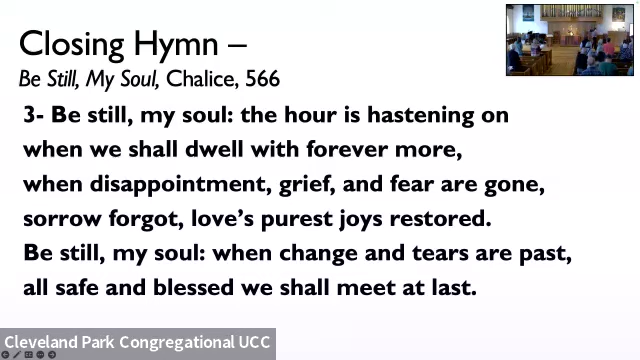 Closing Hymn –
Be Still, My Soul, Chalice, 566
3- Be still, my soul: the hour is hastening on
when we shall dwell with forever more,
when disappointment, grief, and fear are gone,
sorrow forgot, love's purest joys restored.
Be still, my soul: when change and tears are past,
all safe and blessed we shall meet at last.
Cleveland Park Congregational UCC